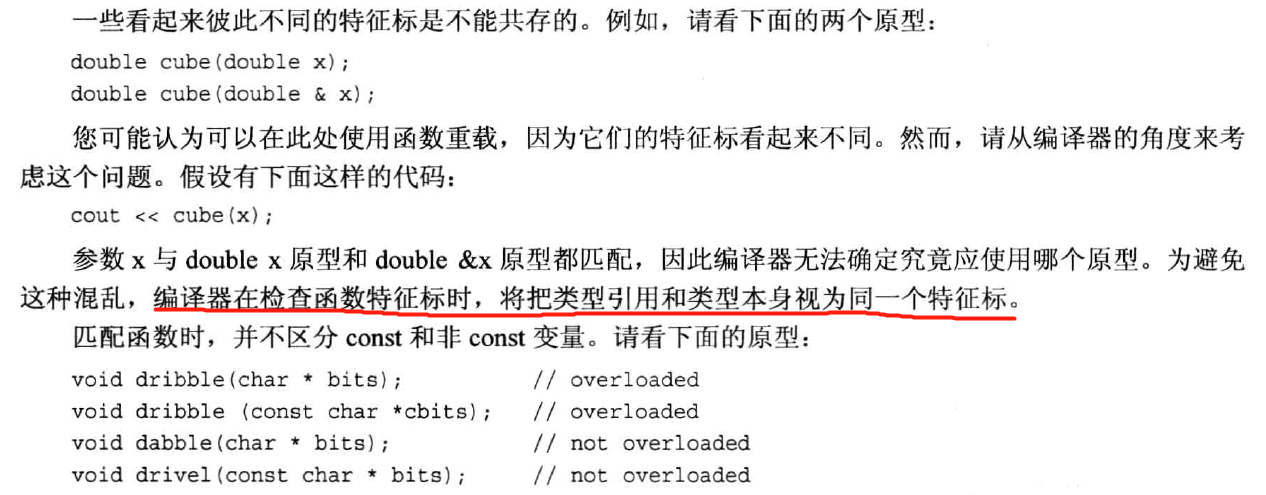 一些看起来彼此不同的特征标是不能共存的。例如，请看下面的两个原型：
double cube(double x);
double cube(double & x);
您可能认为可以在此处使用函数重载，因为它们的特征标看起来不同。然而，请从编译器的角度来考
虑这个问题。假设有下面这样的代码：
cout << cube(x);
参数 x 与 double x 原型和 double &x 原型都匹配，因此编译器无法确定究竟应使用哪个原型。为避免
这种混乱，编译器在检查函数特征标时，将把类型引用和类型本身视为同一个特征标。
匹配函数时，并不区分 const 和非 const 变量。请看下面的原型：
void dribble(char * bits); // overloaded
void dribble (const char *cbits); // overloaded
void dabble(char * bits); // not overloaded
void drivel(const char * bits); // not overloaded